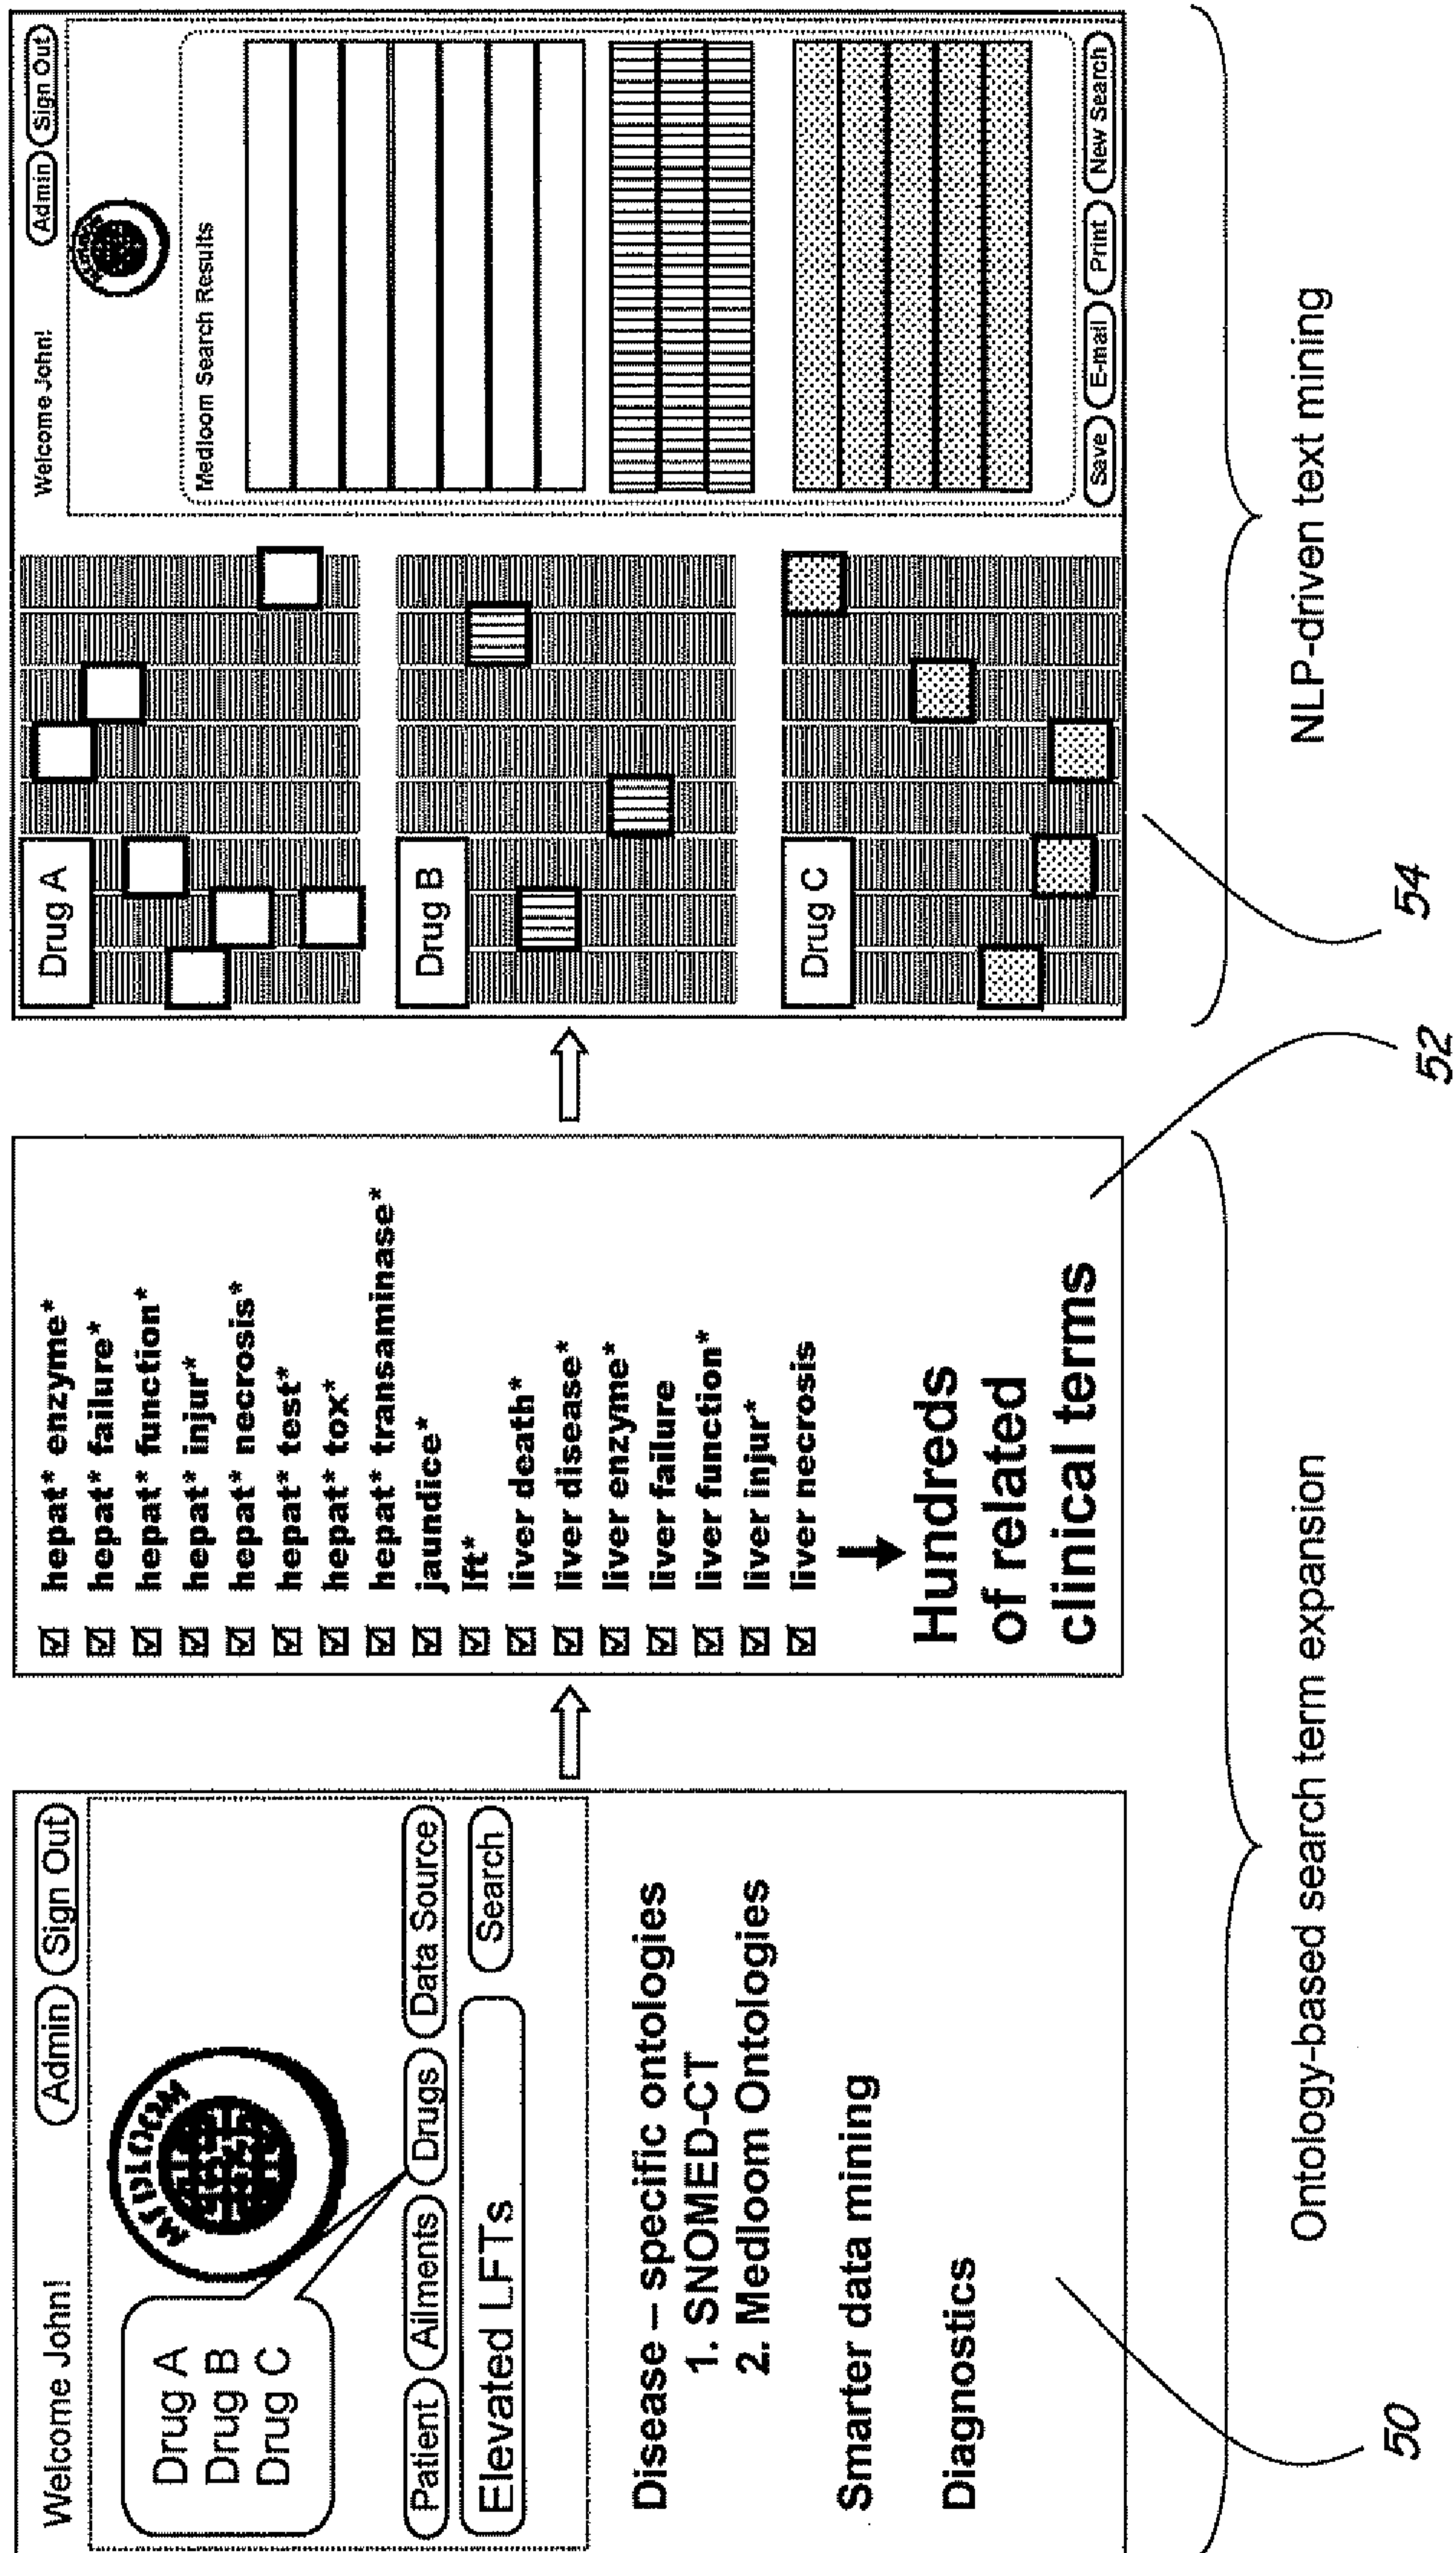 Welcome John!
Admin
Sign Out
MEDLOOM
Drug A
Drug B
Drug C
Patient
Ailments
Drugs
Data Source
Elevated LFTs
Search
Disease – specific ontologies
1. SNOMED-CT
2. Medloom Ontologies
Smarter data mining
Diagnostics
50
hepat* enzyme*
hepat* failure*
hepat* function*
hepat* injur*
hepat* necrosis*
hepat* test*
hepat* tox*
hepat* transaminase*
jaundice*
lft*
liver death*
liver disease*
liver enzyme*
liver failure
liver function*
liver injur*
liver necrosis
Hundreds
of related
clinical terms
52
Ontology-based search term expansion
Drug A
Drug B
Drug C
Welcome John!
Admin
Sign Out
Medloom Search Results
Save
E-mail
Print
New Search
54
NLP-driven text mining